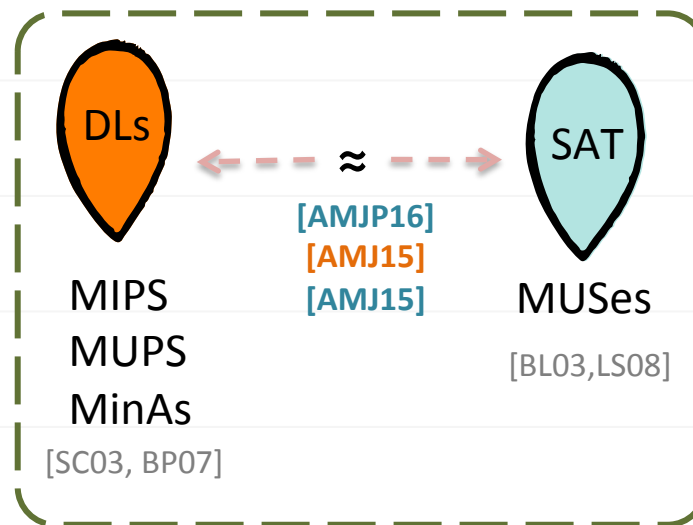 DLs
SAT
≈
[AMJP16]
[AMJ15]
[AMJ15]
MIPS
MUPS
MinAs
[SC03, BP07]
MUSes
[BL03,LS08]